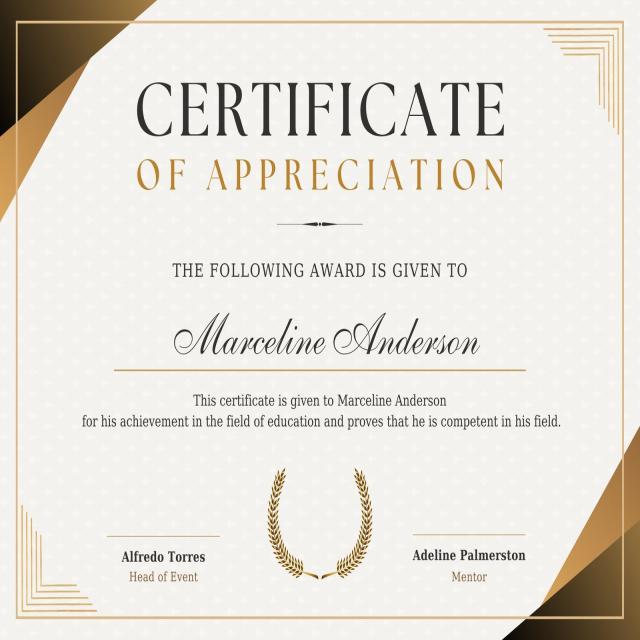 CERTIFICATE
OF APPRECIATION
THE FOLLOWING AWARD IS GIVEN TO
Marceline Anderson
This certificate is given to Marceline Anderson
for his achievement in the field of education and proves that he is competent in his field.
Alfredo Torres
Head of Event
Adeline Palmerston
Mentor